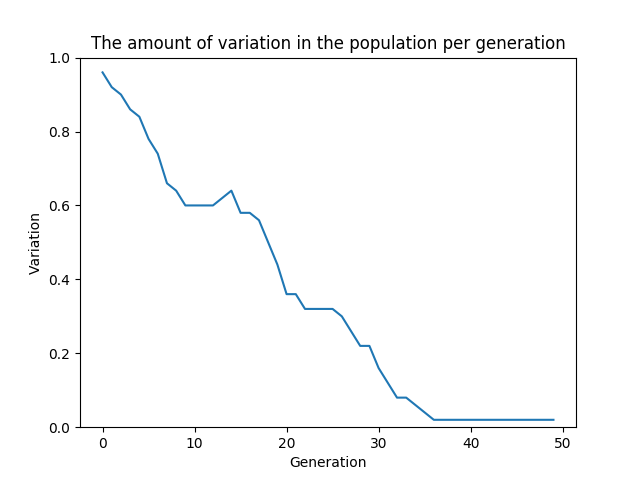 The amount of variation in the population per generation
1.0
0.8
0.6
0.4
0.2
0.0
Variation
0 10 20 30 40 50
Generation